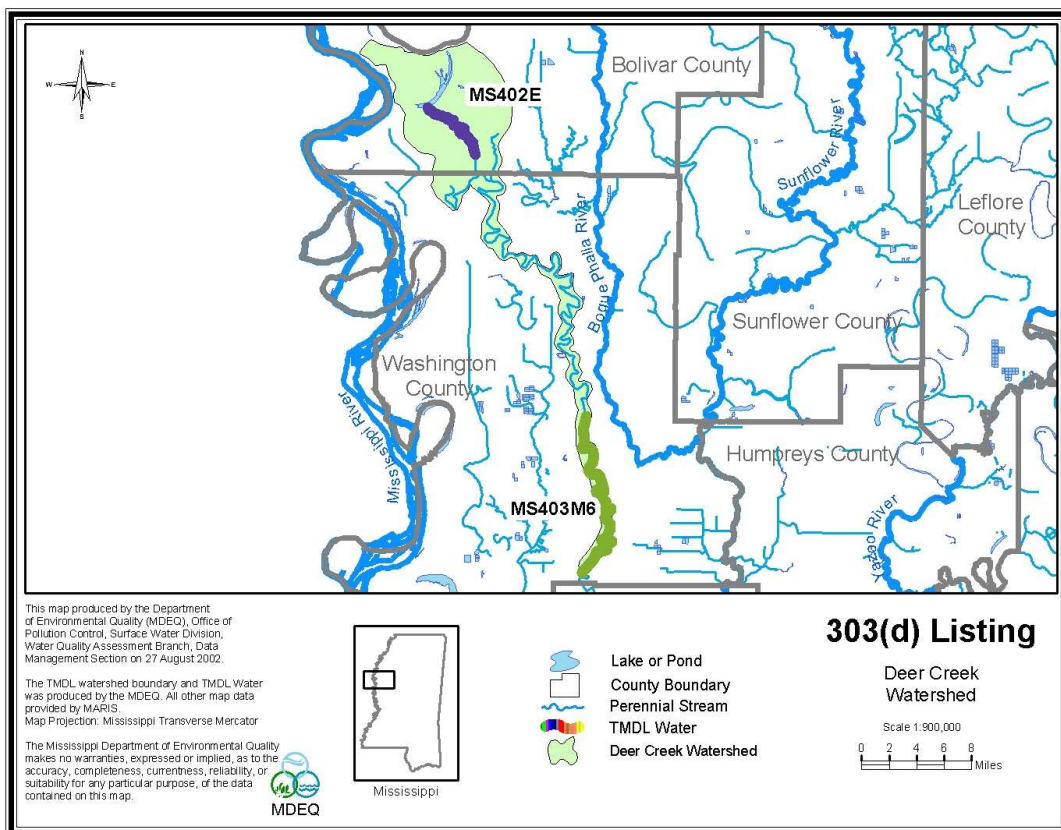 N
W E
S
MS402E
Bolivar County
Sunflower River
Leflore
County
Bogue Phalia River
Sunflower County
Washington
County
Mississippi River
Humpreys County
MS403M6
Yazoo River
This map produced by the Department
of Environmental Quality (MDEQ), Office of
Pollution Control, Surface Water Division,
Water Quality Assessment Branch, Data
Management Section on 27 August 2002.
The TMDL watershed boundary and TMDL Water
was produced by the MDEQ. All other map data
provided by MARIS.
Map Projection: Mississippi Transverse Mercator
The Mississippi Department of Environmental Quality
makes no warranties, expressed or implied, as to the
accuracy, completeness, currentness, reliability, or
suitability for any particular purpose, of the data
contained on this map.
MDEQ
Mississippi
Lake or Pond
County Boundary
Perennial Stream
TMDL Water
Deer Creek Watershed
303(d) Listing
Deer Creek
Watershed
Scale 1:900,000
0 2 4 6 8
Miles